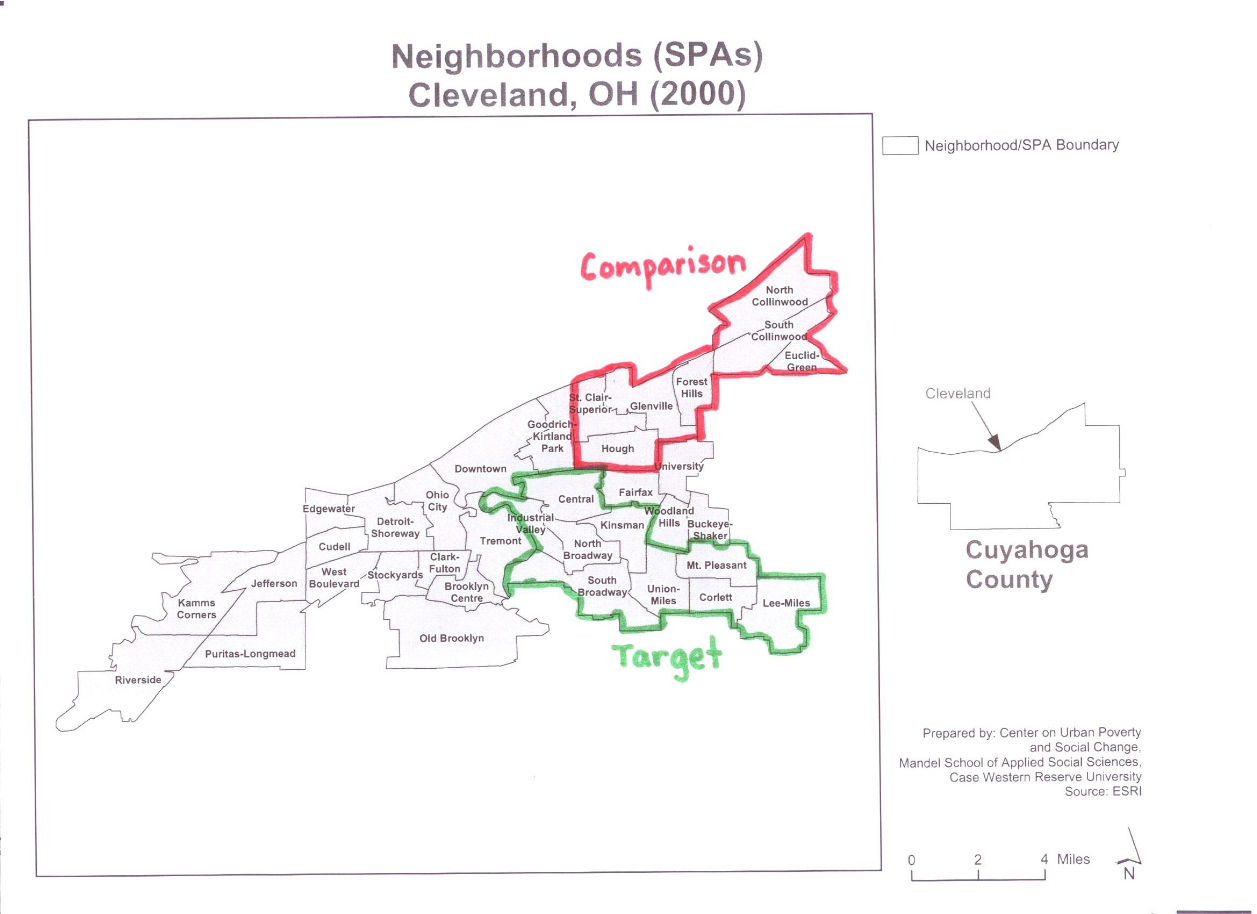 Neighborhoods (SPAs)
Cleveland, OH (2000)
Neighborhood/SPA Boundary
Comparison
North
Collinwood
South
Collinwood
Euclid-
Green
Forest
Hills
St. Clair-
Superior
Glenville
Goodrich-
Kirtland
Park
Hough
University
Downtown
Fairfax
Central
Ohio
City
Edgewater
Detroit-
Shoreway
Industrial
Valley
Kinsman
Woodland
Hills
Buckeye-
Shaker
Tremont
North
Broadway
Cudell
Clark-
Fulton
Mt. Pleasant
West
Boulevard
Stockyards
Jefferson
Brooklyn
Centre
South
Broadway
Union-
Miles
Corlett
Lee-Miles
Kamms
Corners
Old Brooklyn
Puritas-Longmead
Riverside
Target
Cleveland
Cuyahoga
County
Prepared by: Center on Urban Poverty
and Social Change,
Mandel School of Applied Social Sciences,
Case Western Reserve University
Source: ESRI
0 2 4 Miles
N